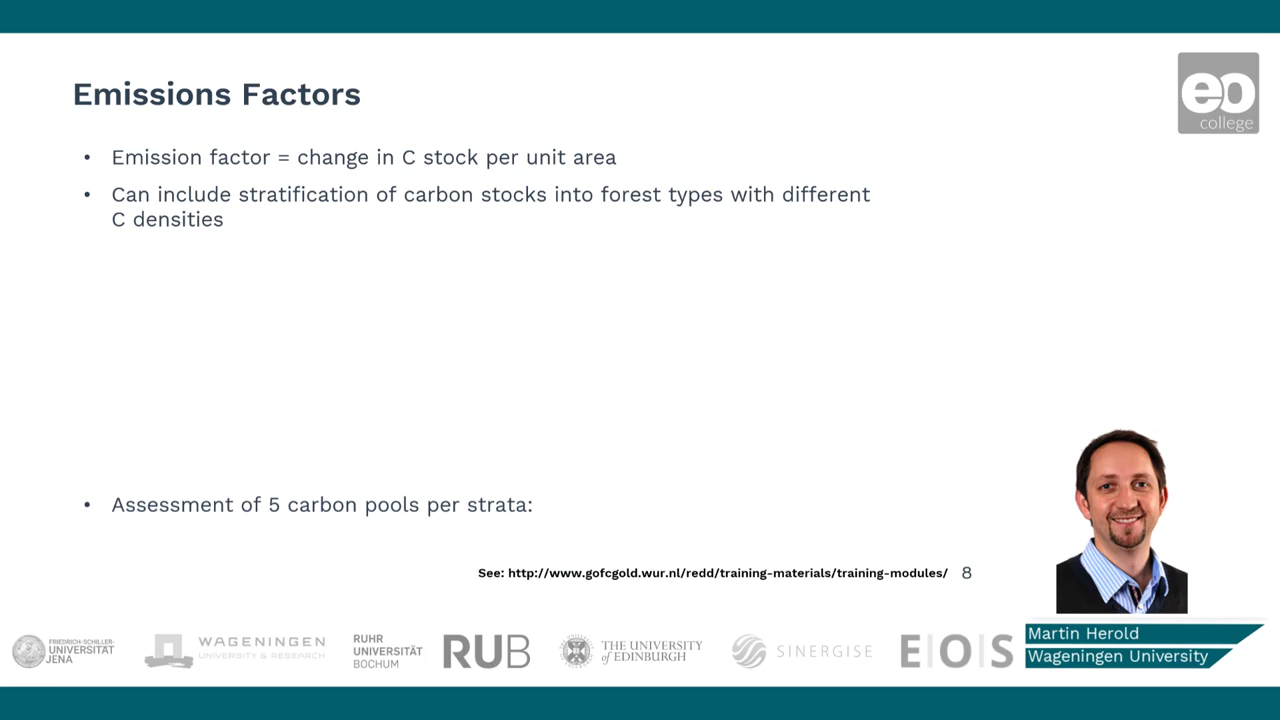 eo
college
Emissions Factors
• Emission factor = change in C stock per unit area
• Can include stratification of carbon stocks into forest types with different
C densities
• Assessment of 5 carbon pools per strata:
See: http://www.gofcgold.wur.nl/redd/training-materials/training-modules/ 8
FRIEDRICH-SCHILLER-
UNIVERSITÄT
JENA
WAGENINGEN
UNIVERSITY & RESEARCH
RUHR
UNIVERSITÄT
BOCHUM
RUB
THE UNIVERSITY
of EDINBURGH
SINERGISE
E|O|S
Martin Herold
Wageningen University